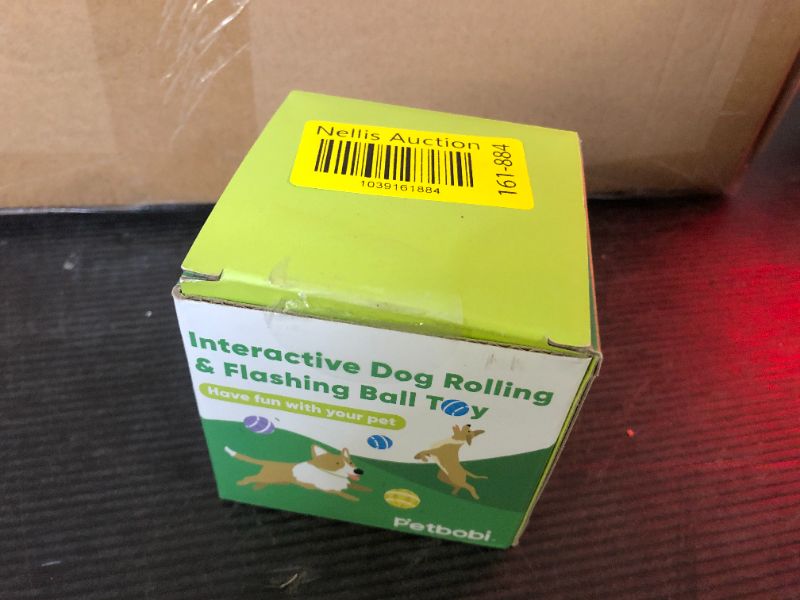 Nellis Auction
161-884
1039161884
Interactive Dog Rolling
& Flashing Ball Toy
Have fun with your pet
Petbobi